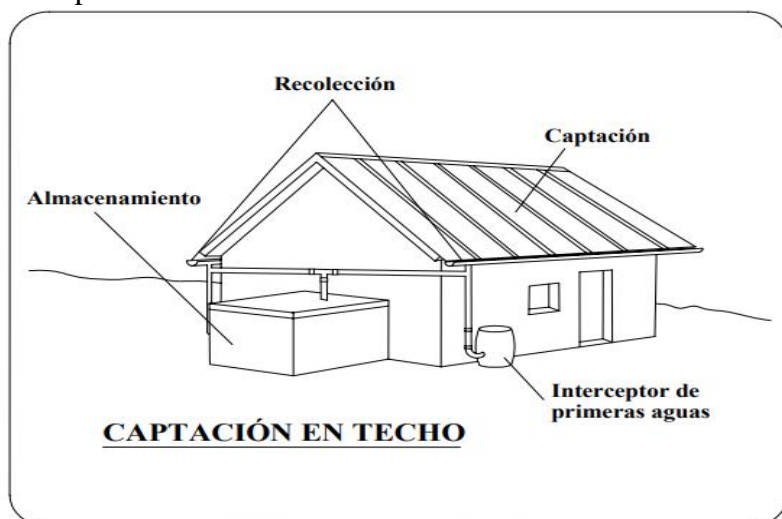 Recolección
Captación
Almacenamiento
Interceptor de
primeras aguas
CAPTACIÓN EN TECHO